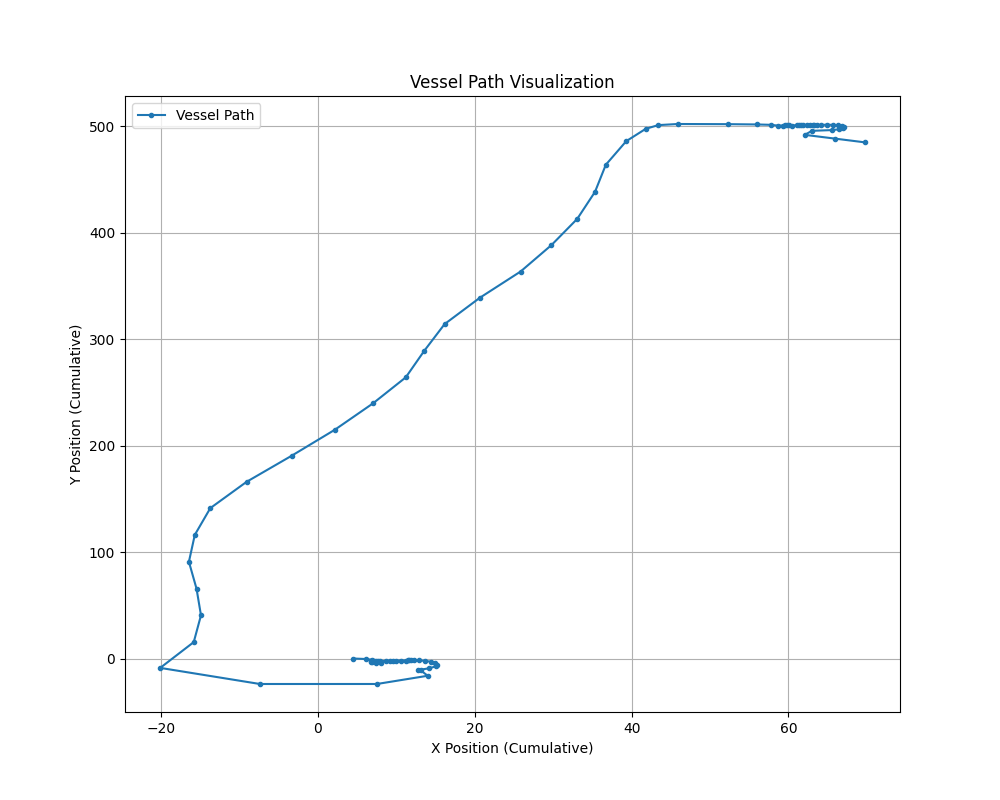 Vessel Path Visualization
Vessel Path
Y Position (Cumulative)
500
400
300
200
100
0
−20
0
20
40
60
X Position (Cumulative)